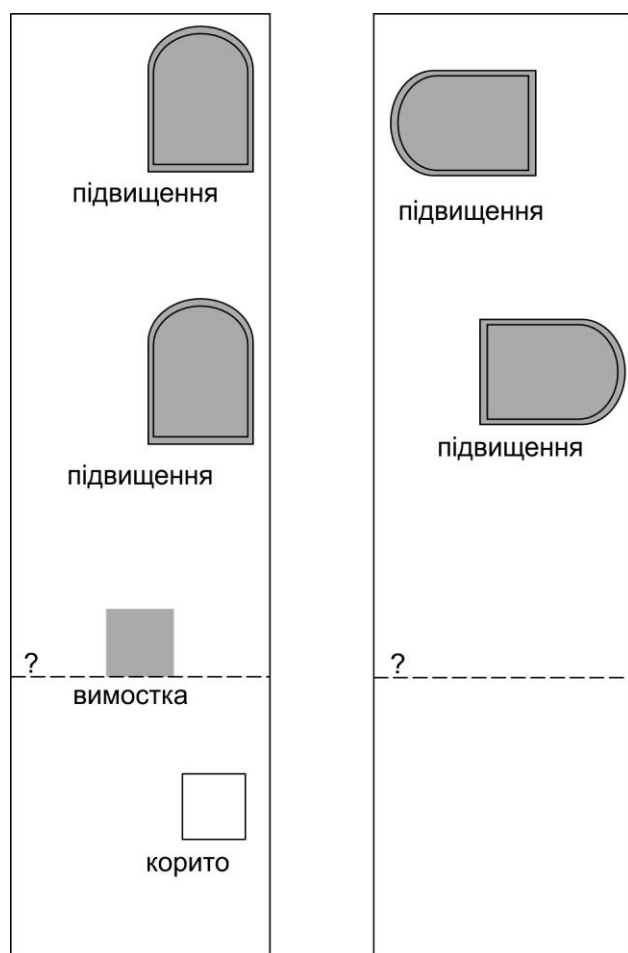 підвищення
підвищення
?
вимостка
корито
підвищення
підвищення
?